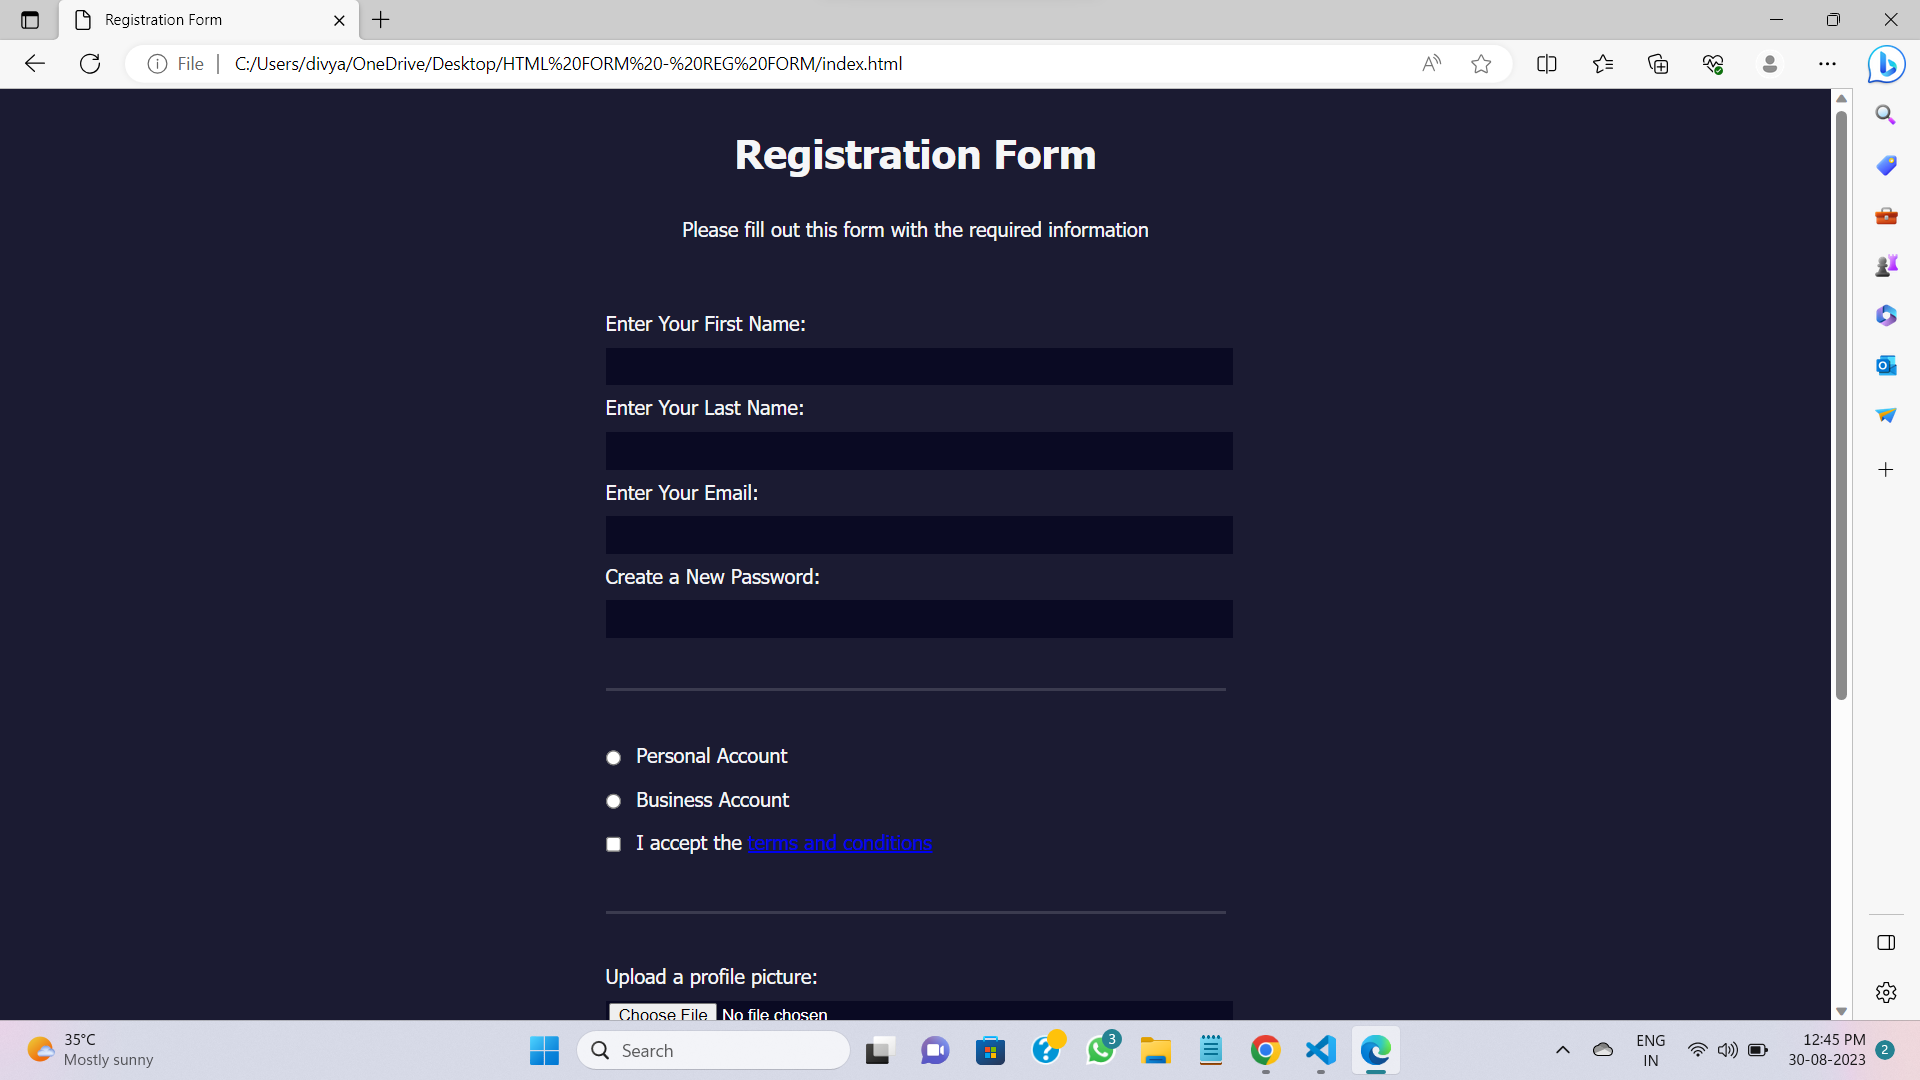 Registration Form
File
C:/Users/divya/OneDrive/Desktop/HTML%20FORM%20-%20REG%20FORM/index.html
Registration Form
Please fill out this form with the required information
Enter Your First Name:
Enter Your Last Name:
Enter Your Email:
Create a New Password:
Personal Account
Business Account
I accept the terms and conditions
Upload a profile picture:
Choose File No file chosen
35°C
Mostly sunny
Search
3
ENG
IN
12:45 PM
30-08-2023
2